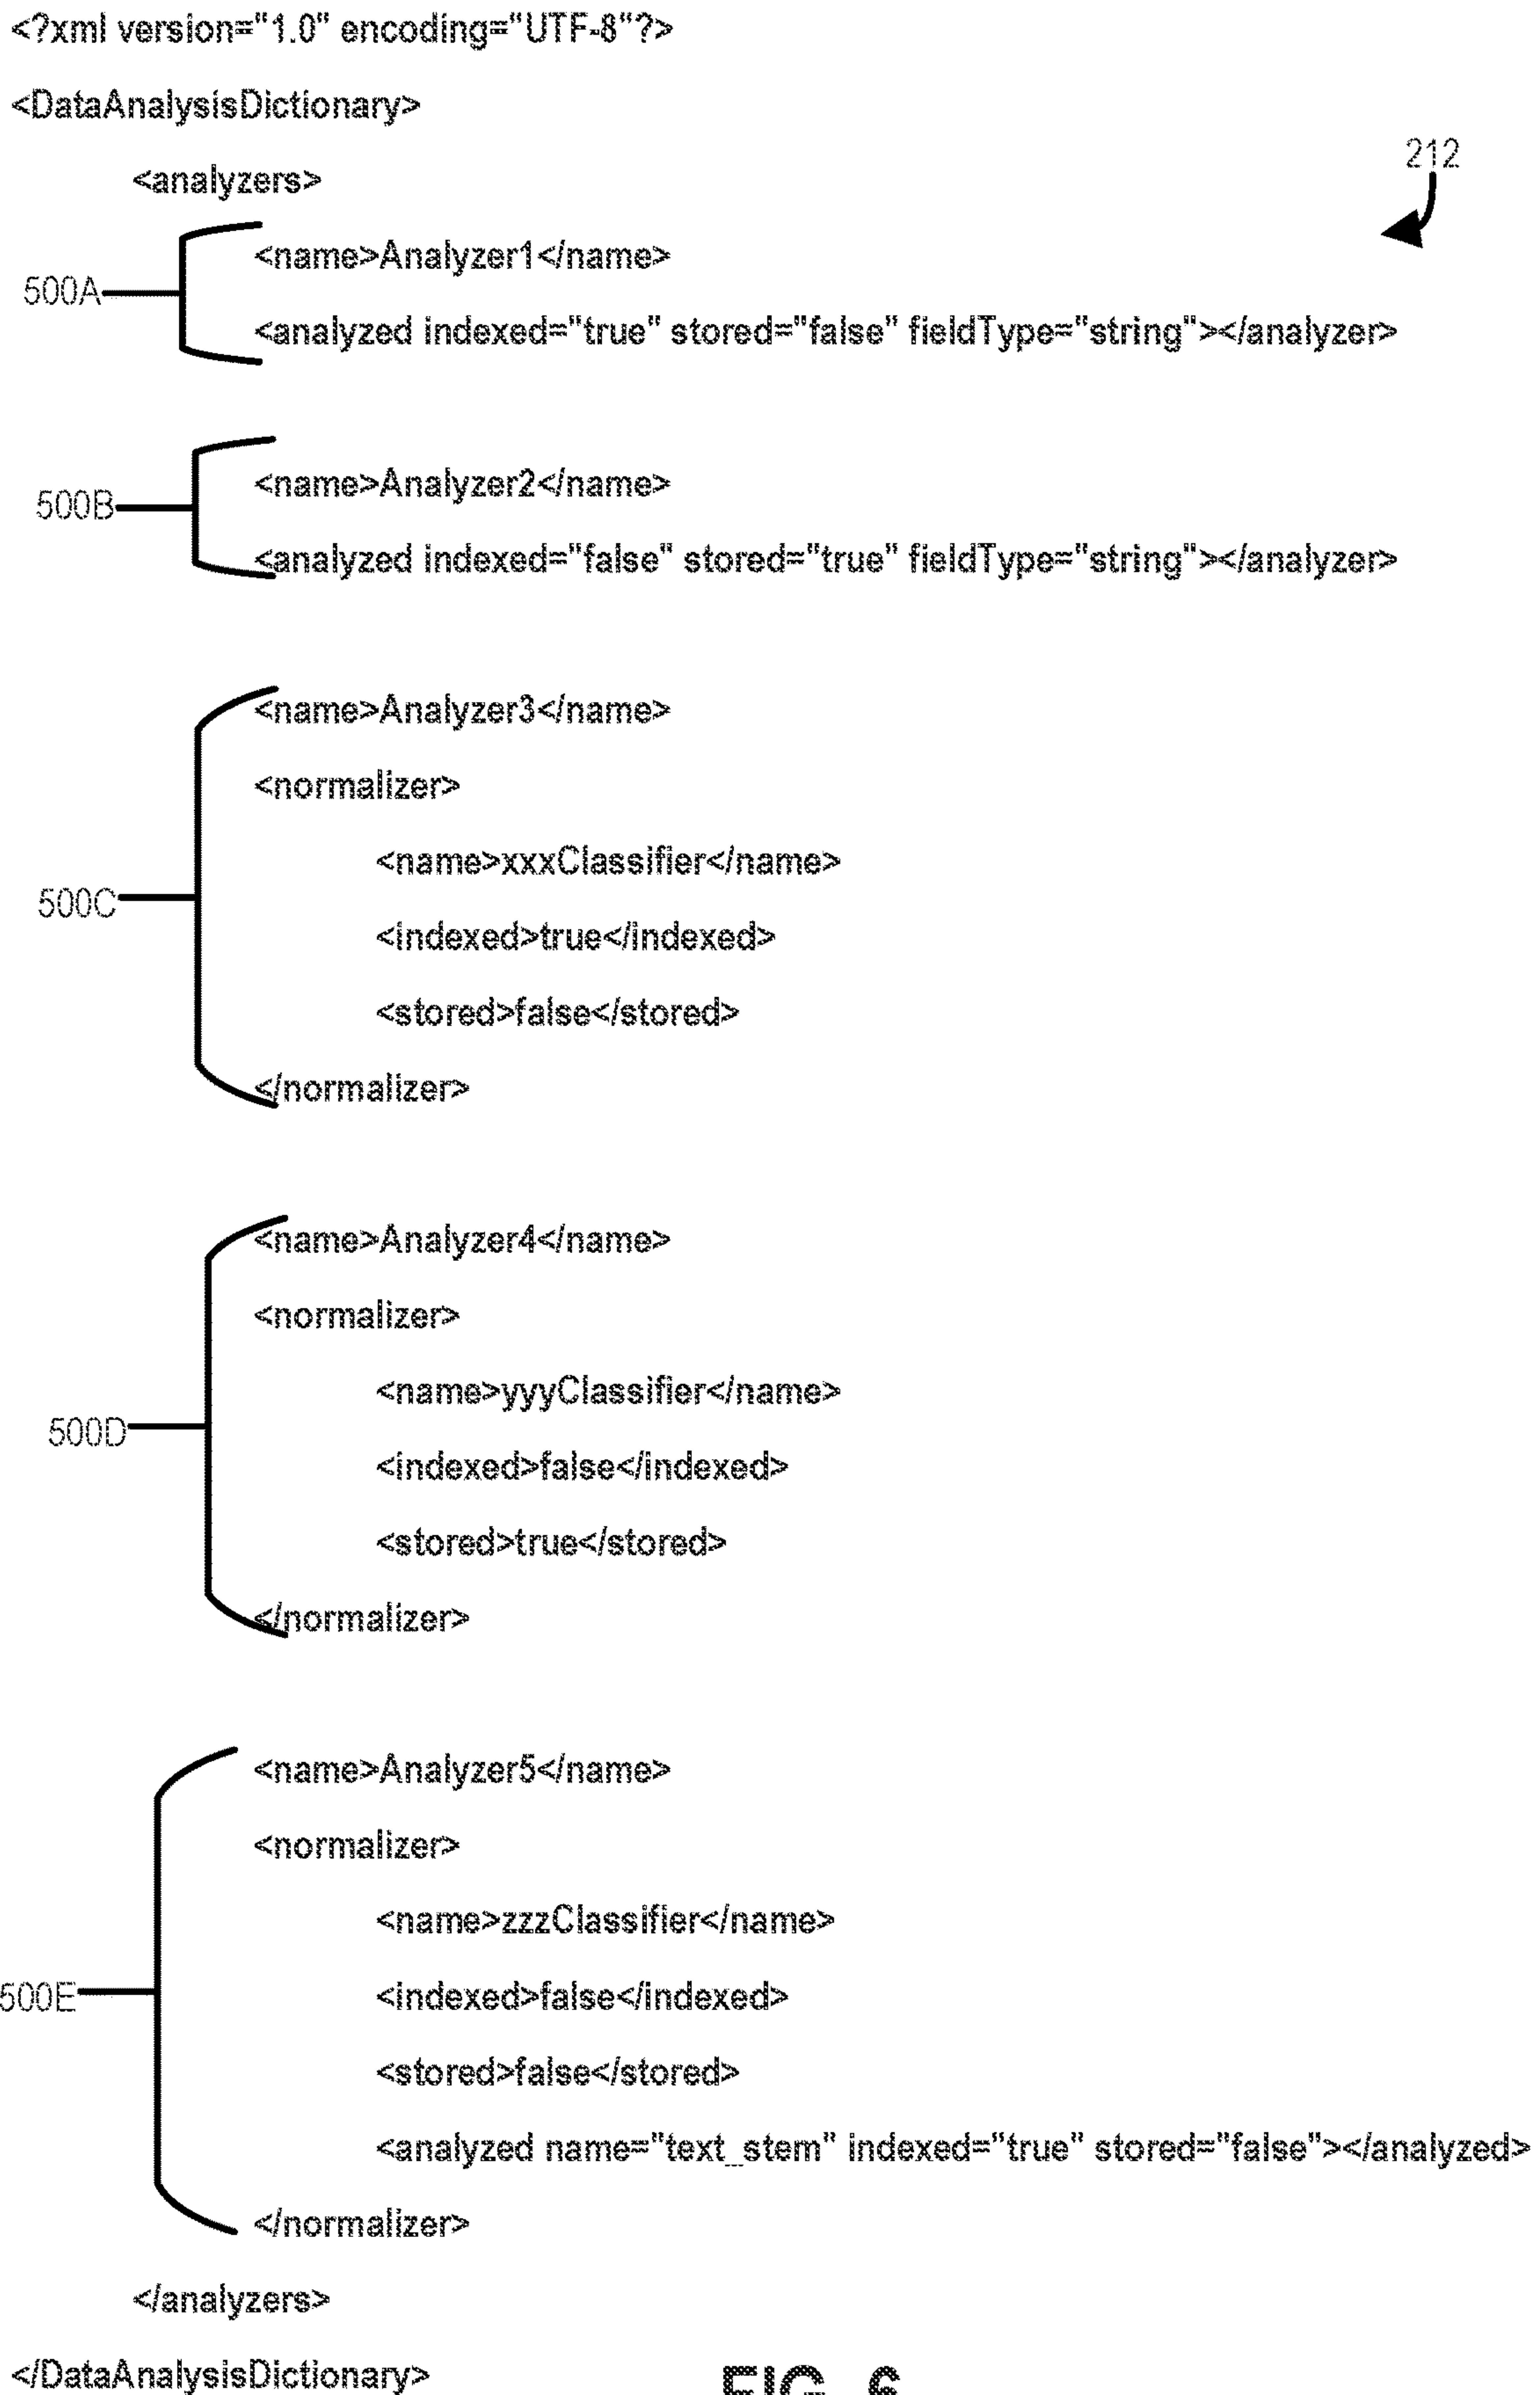 <?xml version="1.0" encoding="UTF-8"?>
<DataAnalysisDictionary>
212
<analyzers>
<name>Analyzer1</name>
500A
<analyzed indexed="true" stored="false" fieldType="string"></analyzer>
<name>Analyzer2</name>
500B
<analyzed indexed="false" stored="true" fieldType="string"></analyzer>
<name>Analyzer3</name>
<normalizer>
<name>xxxClassifier</name>
500C
<indexed>true</indexed>
<stored>false</stored>
</normalizer>
<name>Analyzer4</name>
<normalizer>
<name>yyyClassifier</name>
500D
<indexed>false</indexed>
<stored>true</stored>
</normalizer>
<name>Analyzer5</name>
<normalizer>
<name>zzzClassifier</name>
500E
<indexed>false</indexed>
<stored>false</stored>
<analyzed name="text_stem" indexed="true" stored="false"></analyzed>
</normalizer>
</analyzers>
</DataAnalysisDictionary>
FIG. 6